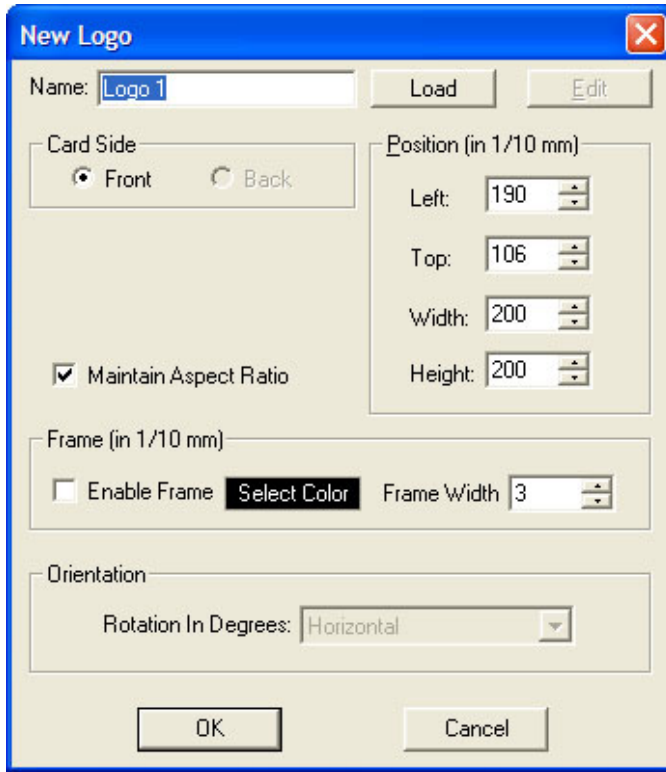 New Logo
Name: Logo 1 Load Edit
Card Side
Front Back
Position (in 1/10 mm)
Left: 190
Top: 106
Width: 200
Height: 200
Maintain Aspect Ratio
Frame (in 1/10 mm)
Enable Frame Select Color Frame Width 3
Orientation
Rotation In Degrees: Horizontal
OK Cancel